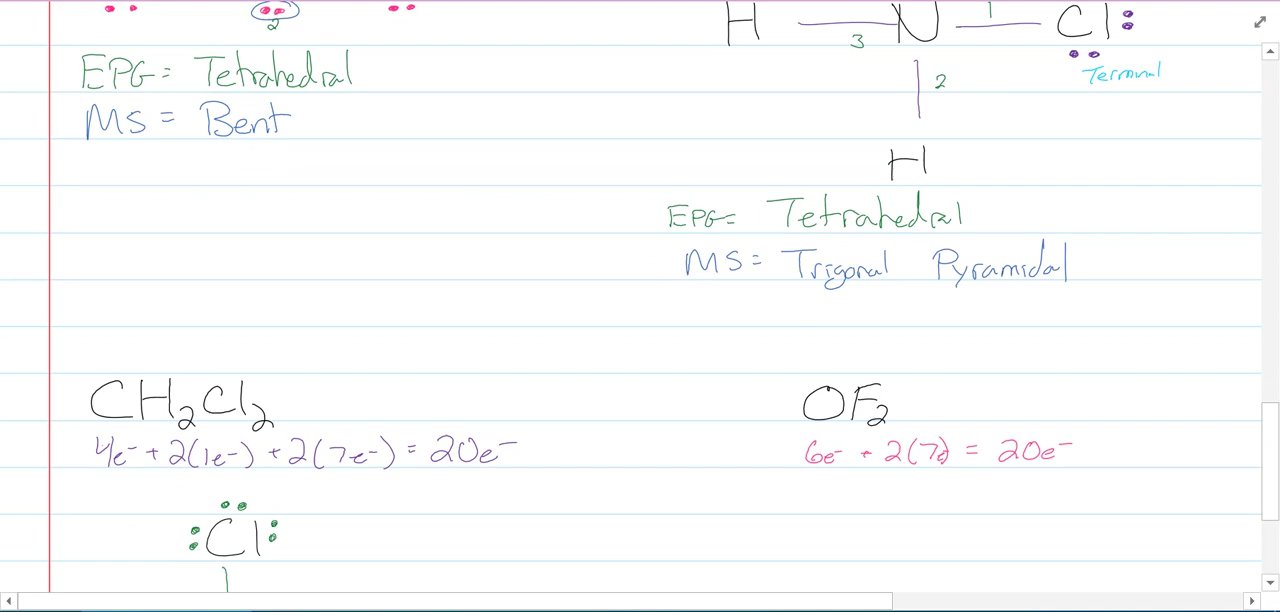 2
H N Cl
1
3
2
Terminal
H
EPG= Tetrahedral
MS = Bent
EPG= Tetrahedral
MS= Trigonal Pyramidal
CH₂Cl₂
4e⁻ + 2(1e⁻) + 2(7e⁻) = 20e⁻
OF₂
6e⁻ + 2(7e) = 20e⁻
Cl